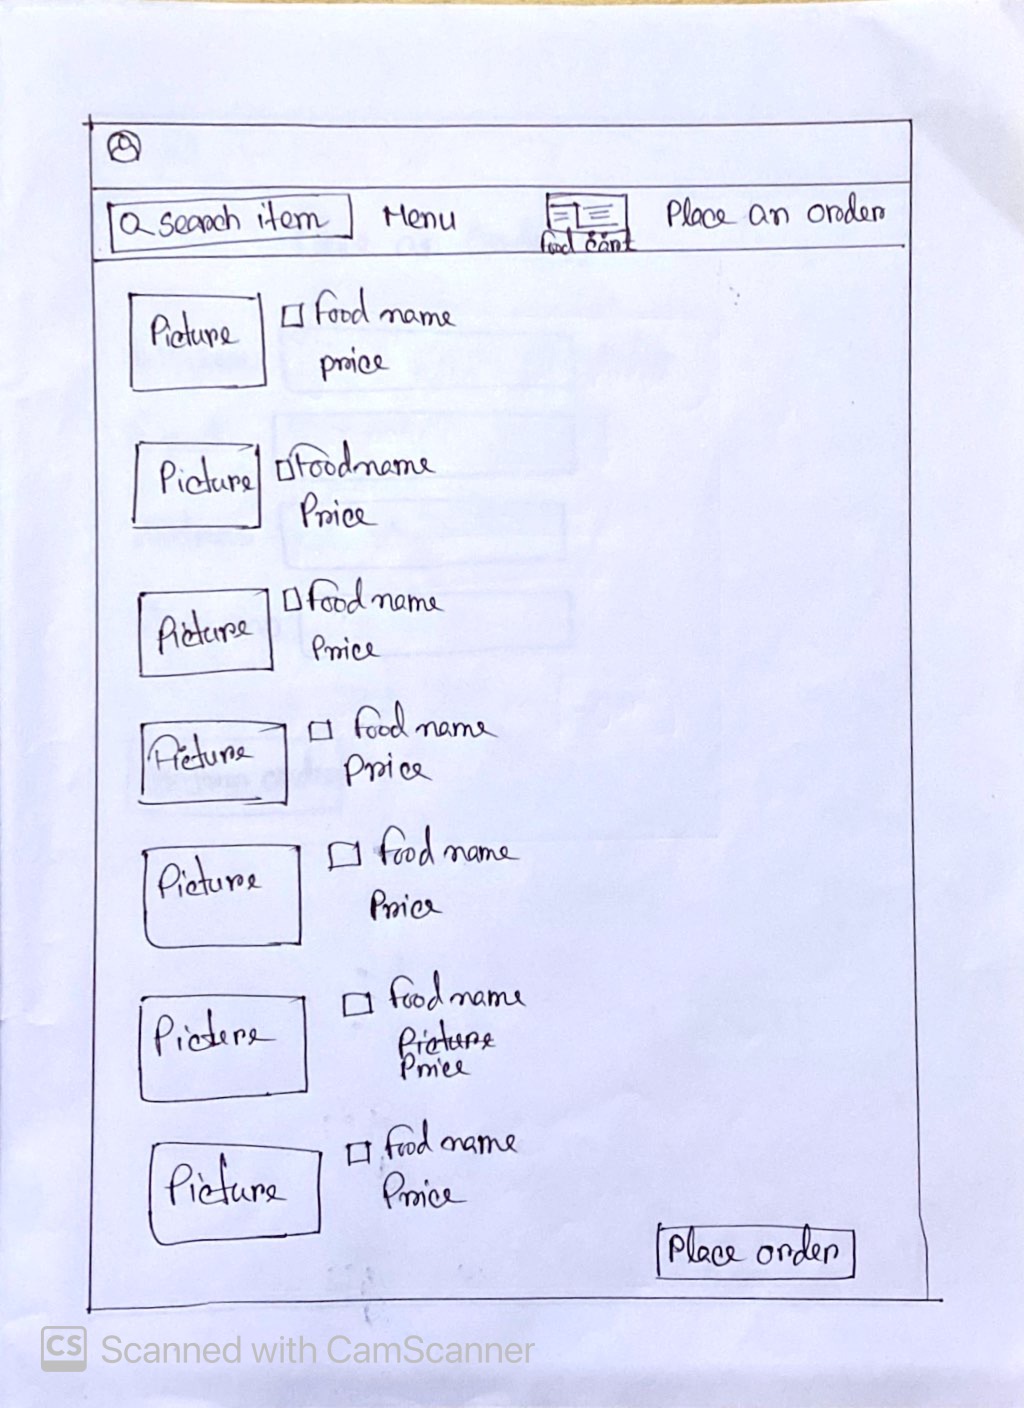 search item Menu food cart Place an order
Picture food name
price
Picture Foodname
Price
Picture food name
Price
Picture food name
Price
Picture food name
Price
Picture food name
Picture
Price
Picture food name
Price
Place order
CS Scanned with CamScanner